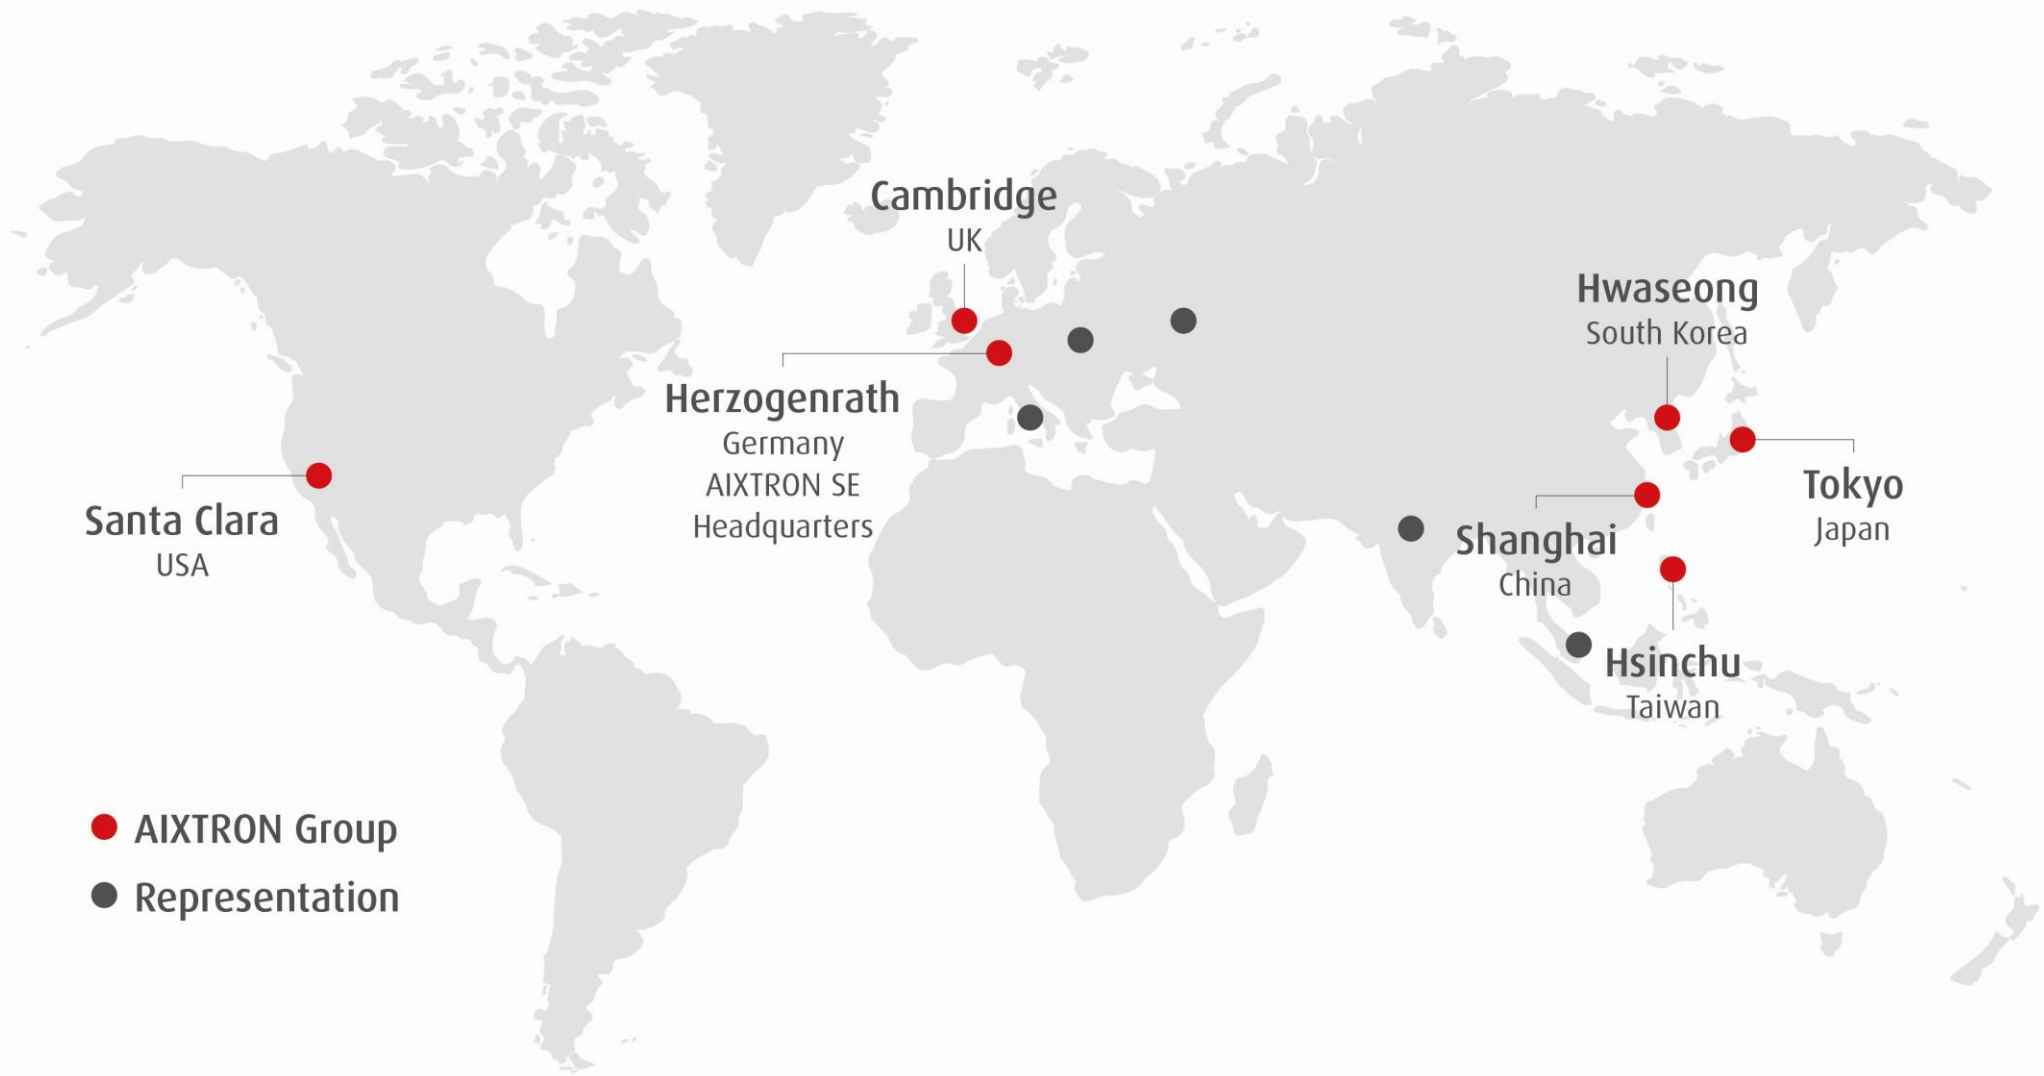 Cambridge
UK
Hwaseong
South Korea
Herzogenrath
Germany
AIXTRON SE
Headquarters
Tokyo
Japan
Santa Clara
USA
Shanghai
China
Hsinchu
Taiwan
AIXTRON Group
Representation